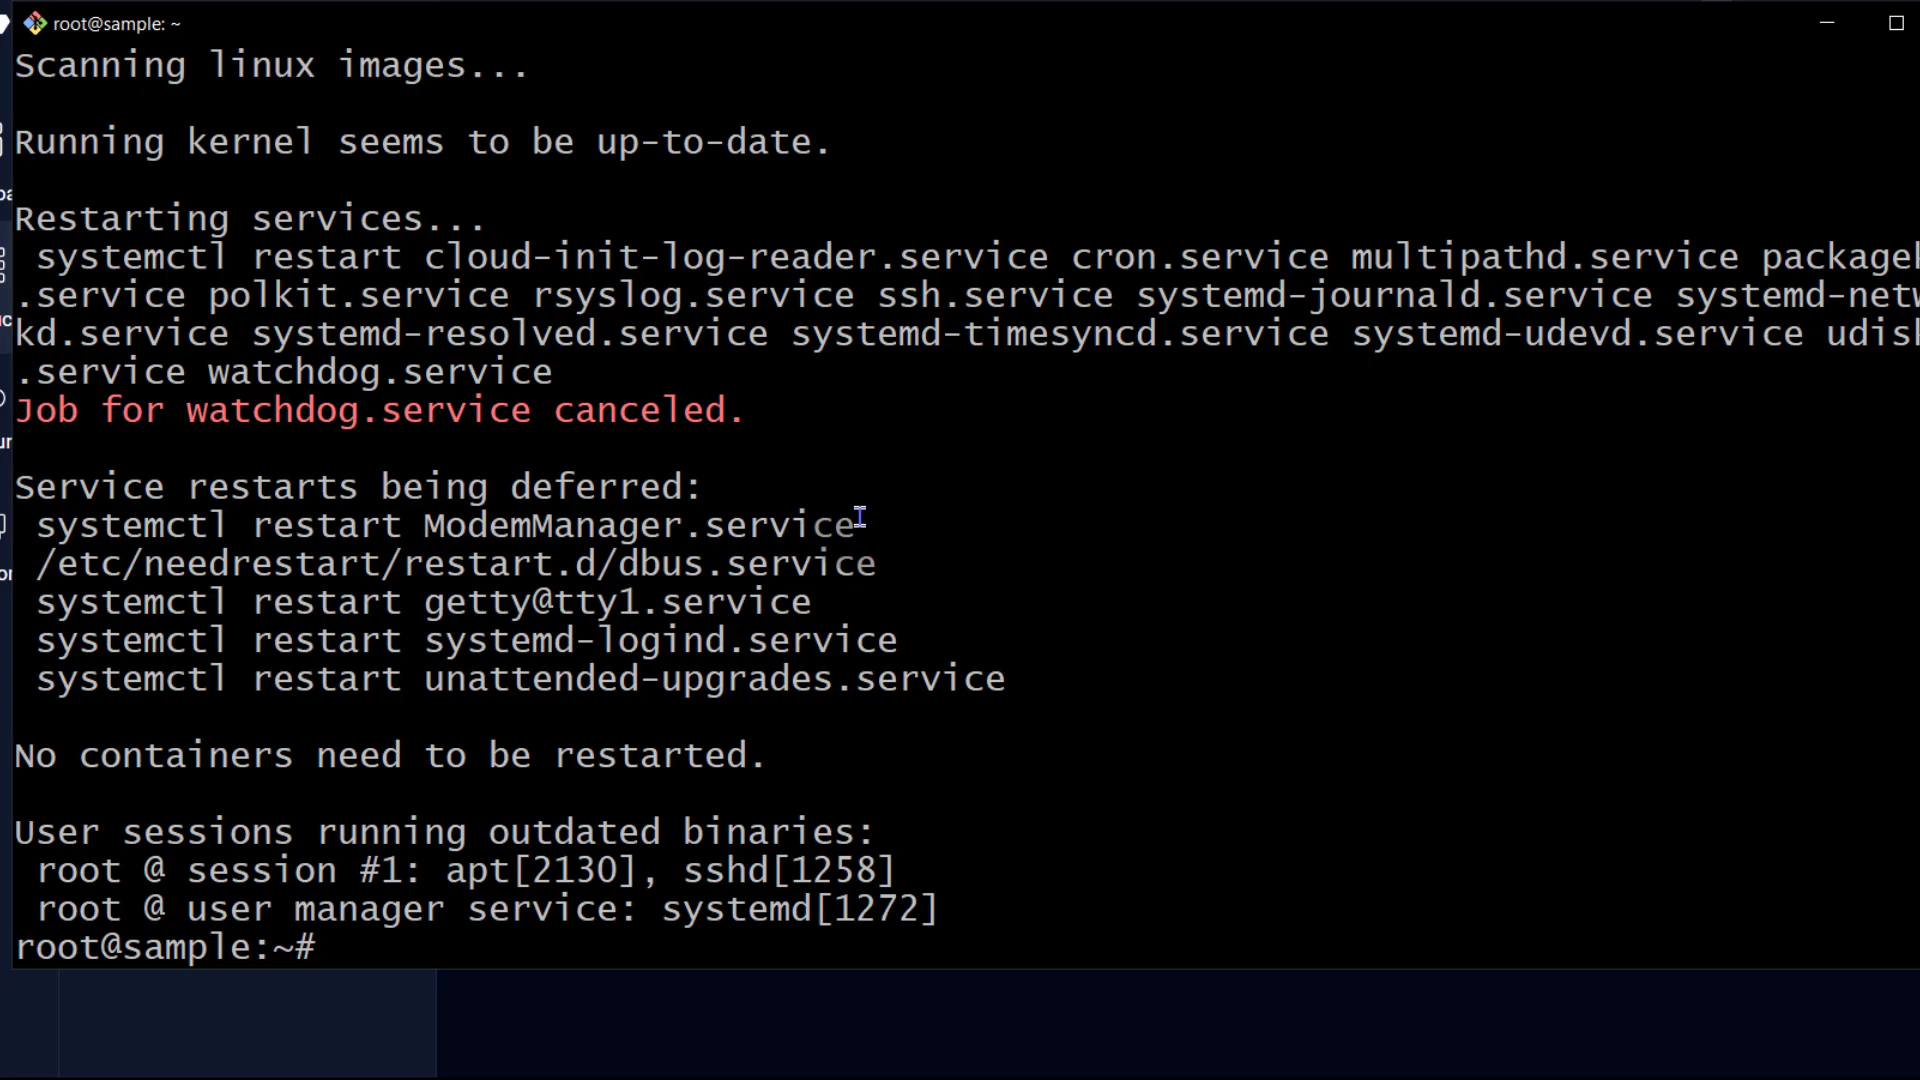 root@sample: ~
Scanning linux images...
Running kernel seems to be up-to-date.
Restarting services...
systemctl restart cloud-init-log-reader.service cron.service multipathd.service
.service polkit.service rsyslog.service ssh.service systemd-journald.service
kd.service systemd-resolved.service systemd-timesyncd.service systemd-udevd.service
.service watchdog.service
Job for watchdog.service canceled.
Service restarts being deferred:
systemctl restart ModemManager.service
/etc/needrestart/restart.d/dbus.service
systemctl restart getty@tty1.service
systemctl restart systemd-logind.service
systemctl restart unattended-upgrades.service
No containers need to be restarted.
User sessions running outdated binaries:
root @ session #1: apt[2130], sshd[1258]
root @ user manager service: systemd[1272]
root@sample:~#